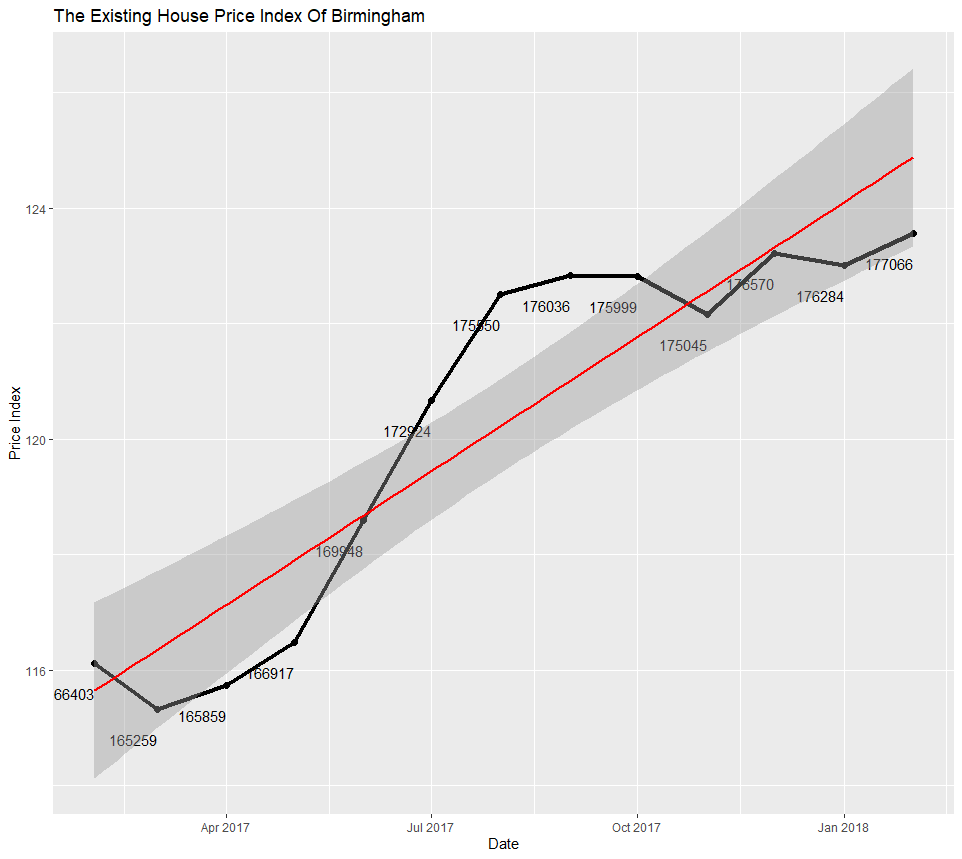 The Existing House Price Index Of Birmingham
Price Index
124
120
116
66403
165259
165859
166917
169948
172924
175550
176036
175999
175045
176570
176284
177066
Apr 2017
Jul 2017
Oct 2017
Jan 2018
Date